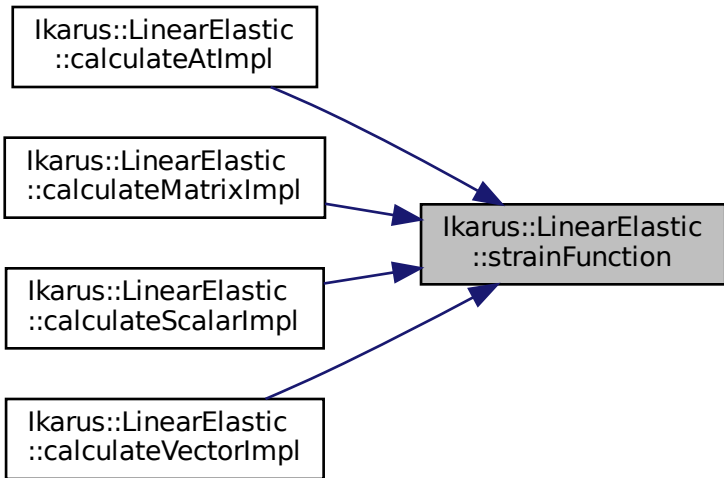 Ikarus::LinearElastic
::calculateAtImpl
Ikarus::LinearElastic
::calculateMatrixImpl
Ikarus::LinearElastic
::strainFunction
Ikarus::LinearElastic
::calculateScalarImpl
Ikarus::LinearElastic
::calculateVectorImpl